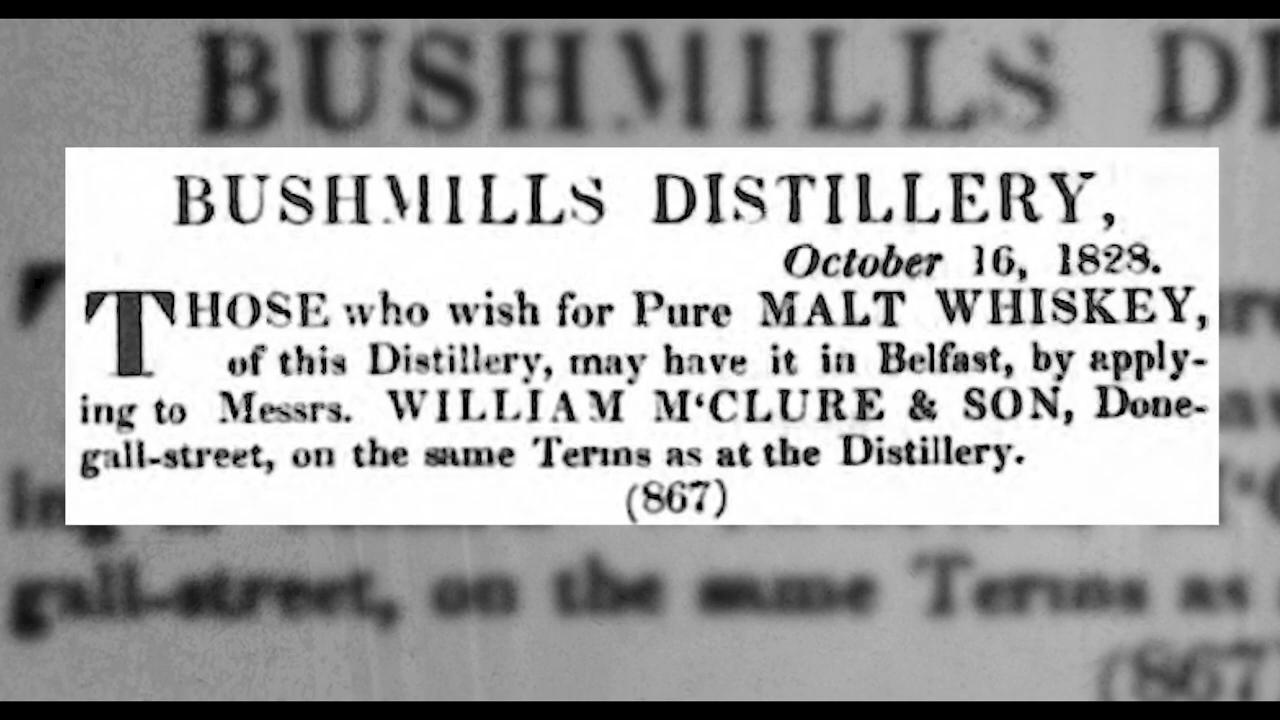 BUSHMILLS DISTILLERY,
October 16, 1828.
THOSE who wish for Pure MALT WHISKEY,
of this Distillery, may have it in Belfast, by apply-
ing to Messrs. WILLIAM M‘CLURE & SON, Done-
gall-street, on the same Terms as at the Distillery.
(867)